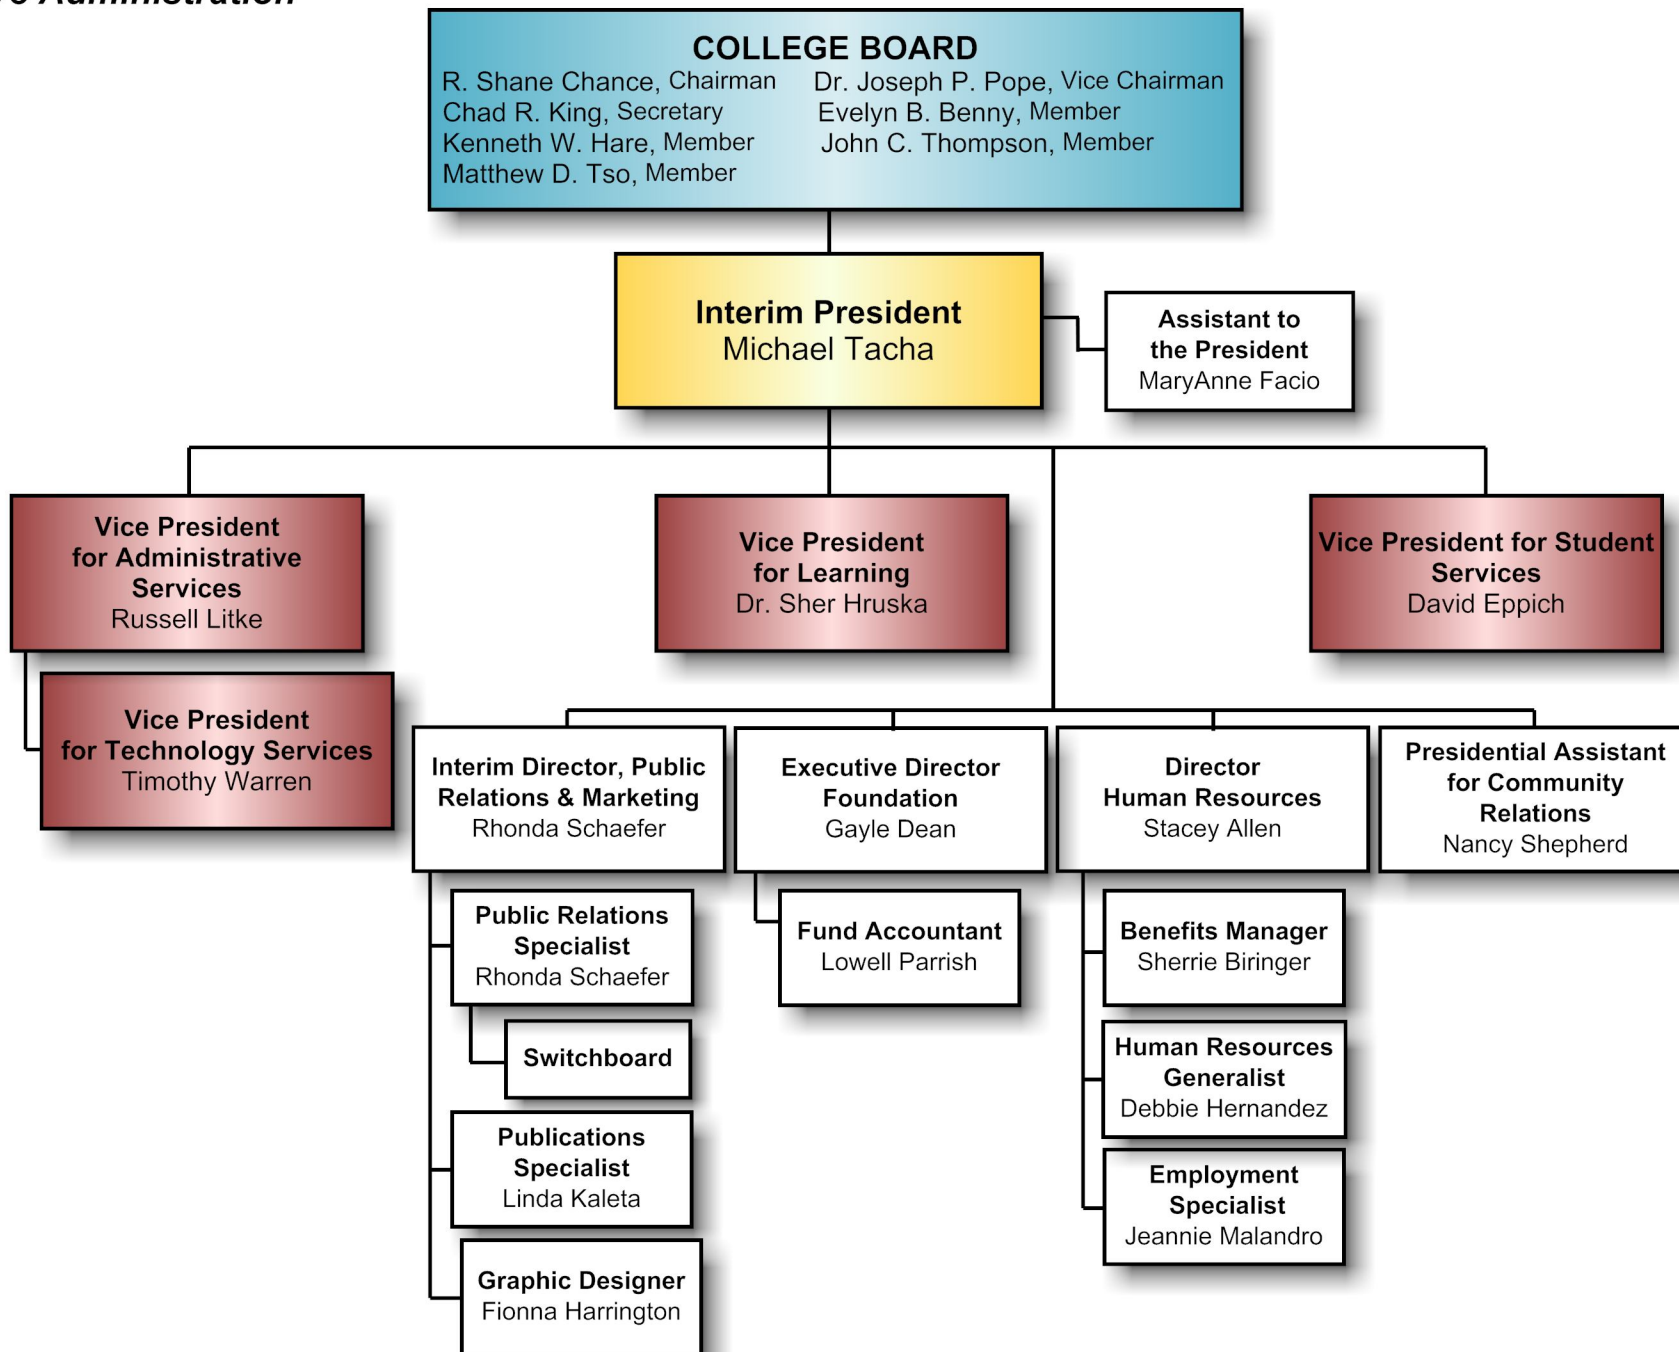 Administration
COLLEGE BOARD
R. Shane Chance, Chairman Dr. Joseph P. Pope, Vice Chairman
Chad R. King, Secretary Evelyn B. Benny, Member
Kenneth W. Hare, Member John C. Thompson, Member
Matthew D. Tso, Member
Interim President
Michael Tacha
Assistant to
the President
MaryAnne Facio
Vice President
for Administrative
Services
Russell Litke
Vice President
for Learning
Dr. Sher Hruska
Vice President for Student
Services
David Eppich
Vice President
for Technology Services
Timothy Warren
Interim Director, Public
Relations & Marketing
Rhonda Schaefer
Executive Director
Foundation
Gayle Dean
Director
Human Resources
Stacey Allen
Presidential Assistant
for Community
Relations
Nancy Shepherd
Public Relations
Specialist
Rhonda Schaefer
Switchboard
Publications
Specialist
Linda Kaleta
Graphic Designer
Fionna Harrington
Fund Accountant
Lowell Parrish
Benefits Manager
Sherrie Biringer
Human Resources
Generalist
Debbie Hernandez
Employment
Specialist
Jeannie Malandro